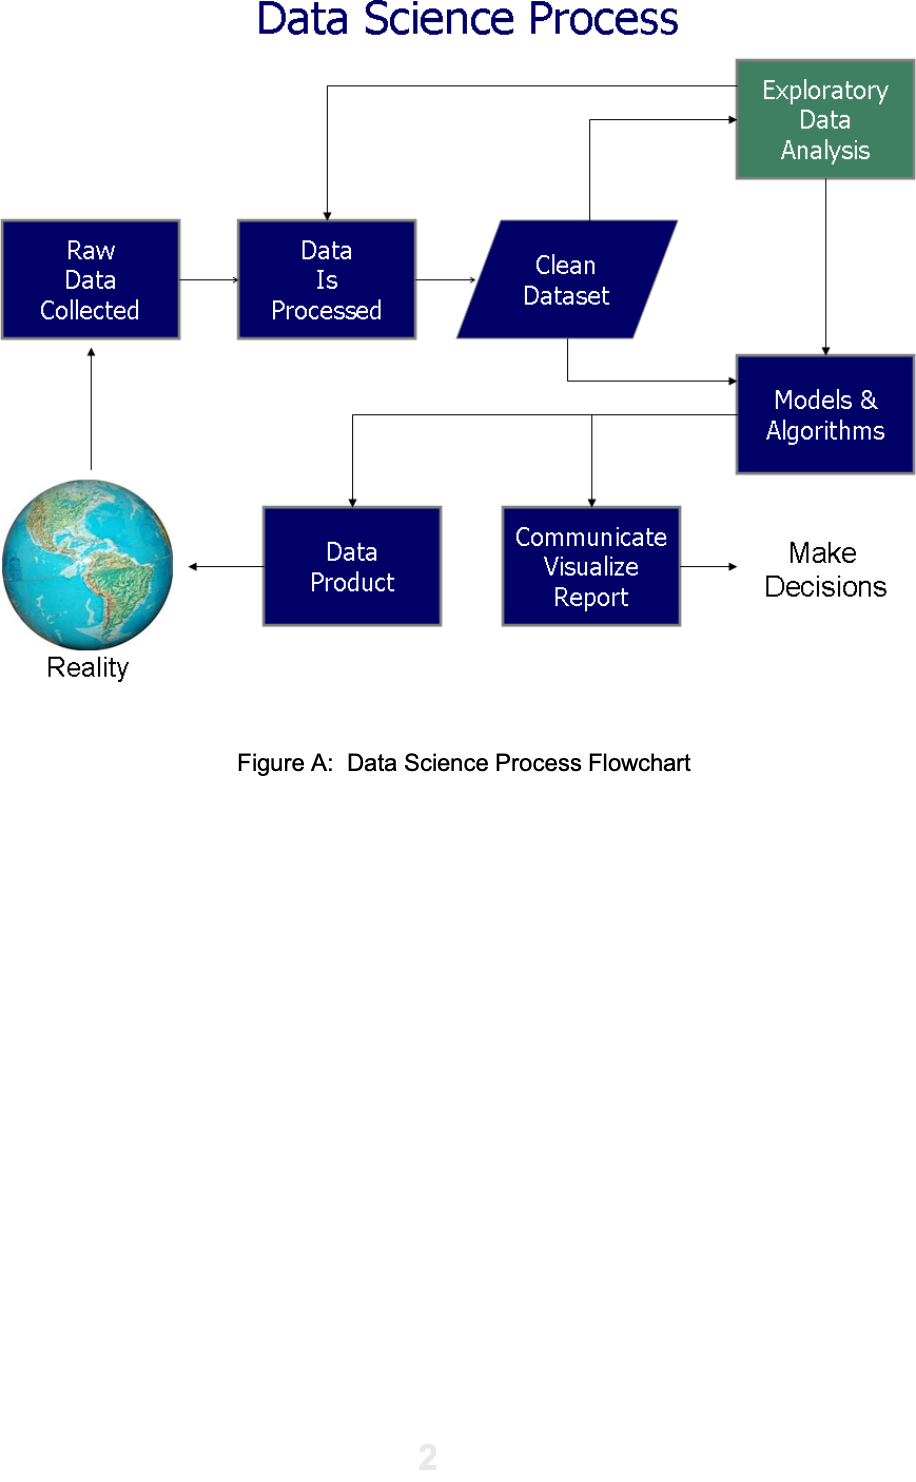 Data Science Process
Exploratory
Data
Analysis
Raw
Data
Collected
Data
Is
Processed
Clean
Dataset
Models &
Algorithms
Data
Product
Communicate
Visualize
Report
Make
Decisions
Reality
Figure A:  Data Science Process Flowchart
2